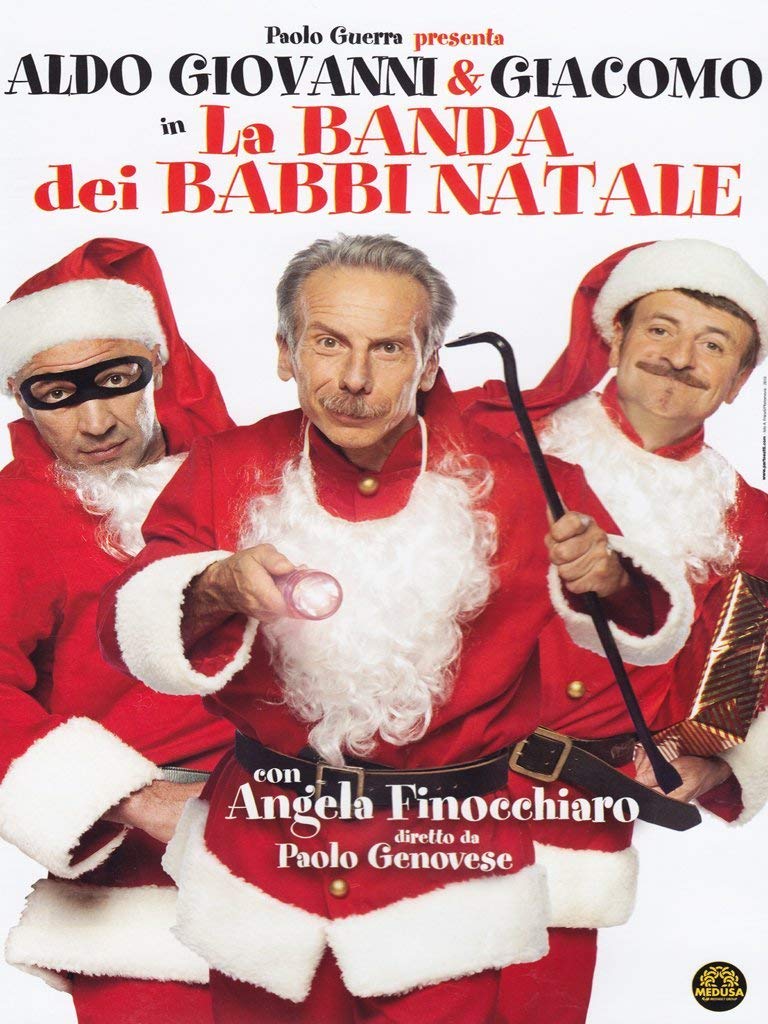 Paolo Guerra presenta
ALDO GIOVANNI & GIACOMO
in La BANDA
dei BABBI NATALE
con
Angela Finocchiaro
diretto da
Paolo Genovese
MEDUSA